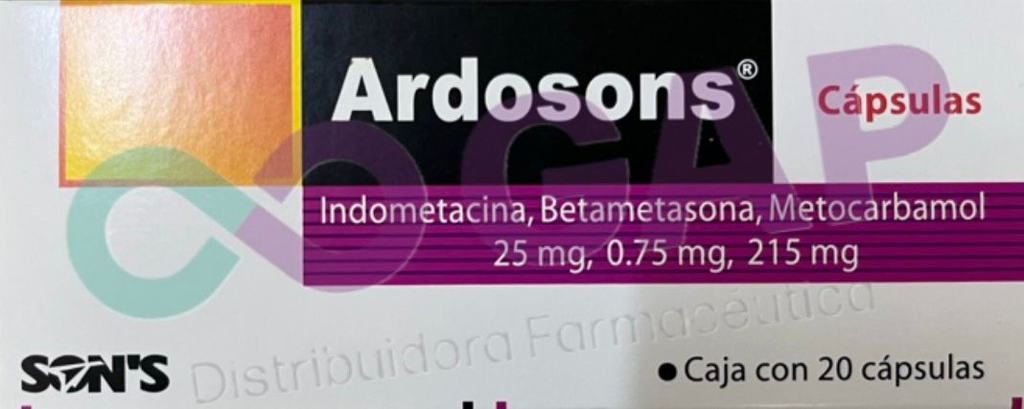 Ardosons®
Cápsulas
GAP
Indometacina, Betametasona, Metocarbamol
25 mg, 0.75 mg, 215 mg
Distribuidora Farmacéutica
SON'S
• Caja con 20 cápsulas